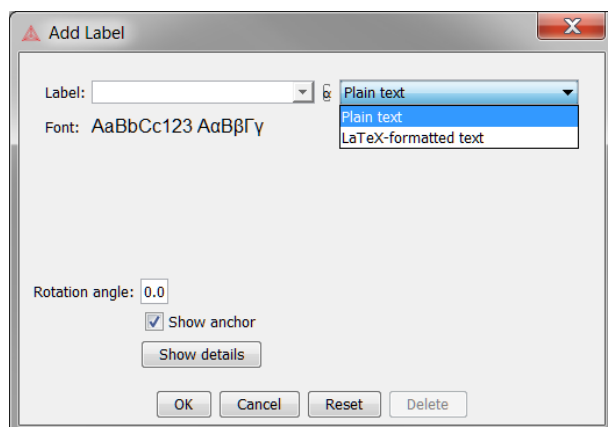 Add Label
Label: α Plain text
Plain text
Font: AaBbCc123 ΑαΒβΓγ
LaTeX-formatted text
Rotation angle: 0.0
Show anchor
Show details
OK Cancel Reset Delete